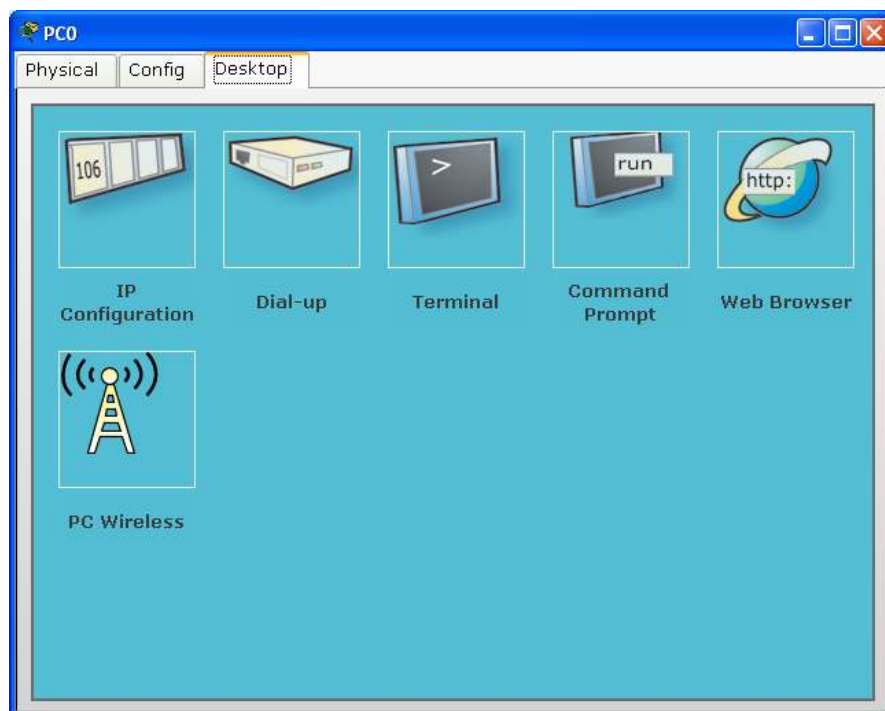 PC0
Physical Config Desktop
106
>
run
http:
IP
Configuration
Dial-up
Terminal
Command
Prompt
Web Browser
PC Wireless